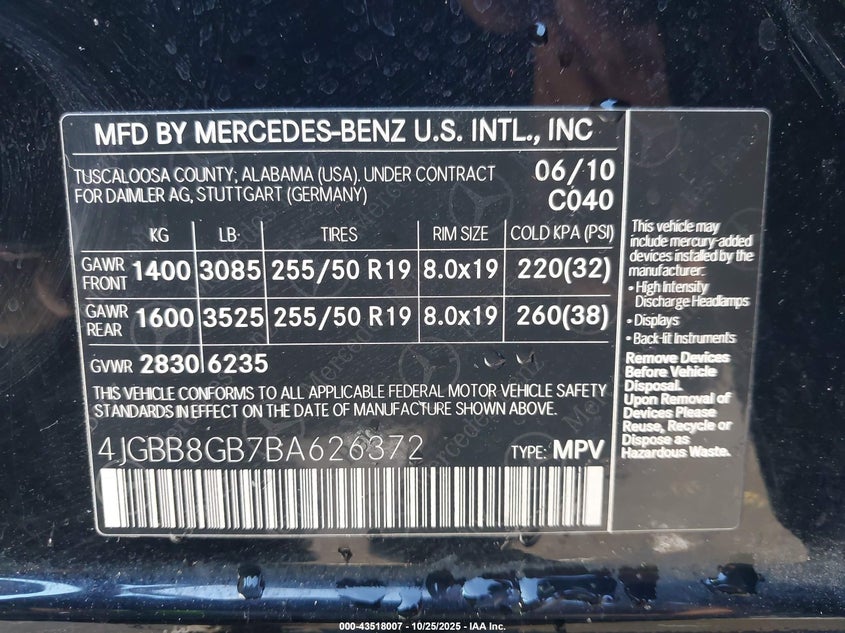 MFD BY MERCEDES-BENZ U.S. INTL., INC
TUSCALOOSA COUNTY; ALABAMA (USA). UNDER CONTRACT
FOR DAIMLER AG, STUTTGART (GERMANY)
06/10
C040
KG LB TIRES RIM SIZE COLD KPA (PSI)
GAWR FRONT 1400 3085 255/50 R19 8.0x19 220(32)
GAWR REAR 1600 3525 255/50 R19 8.0x19 260(38)
GVWR 2830 6235
THIS VEHICLE CONFORMS TO ALL APPLICABLE FEDERAL MOTOR VEHICLE SAFETY
STANDARDS IN EFFECT ON THE DATE OF MANUFACTURE SHOWN ABOVE.
4JGBB8GB7BA626372 TYPE: MPV
This vehicle may
include mercury-added
devices installed by the
manufacturer:
• High Intensity
Discharge Headlamps
• Displays
• Back-lit Instruments
Remove Devices
Before Vehicle
Disposal.
Upon Removal of
Devices Please
Reuse, Recycle or
Dispose as
Hazardous Waste.
000-43518007 - 10/25/2025 - IAA Inc.